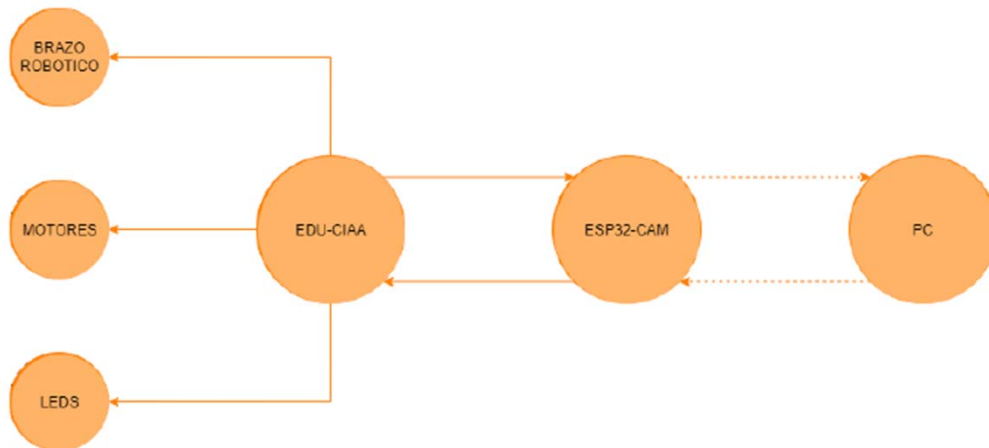 BRAZO
ROBOTICO
MOTORES
EDU-CIAA
ESP32-CAM
PC
LEDS